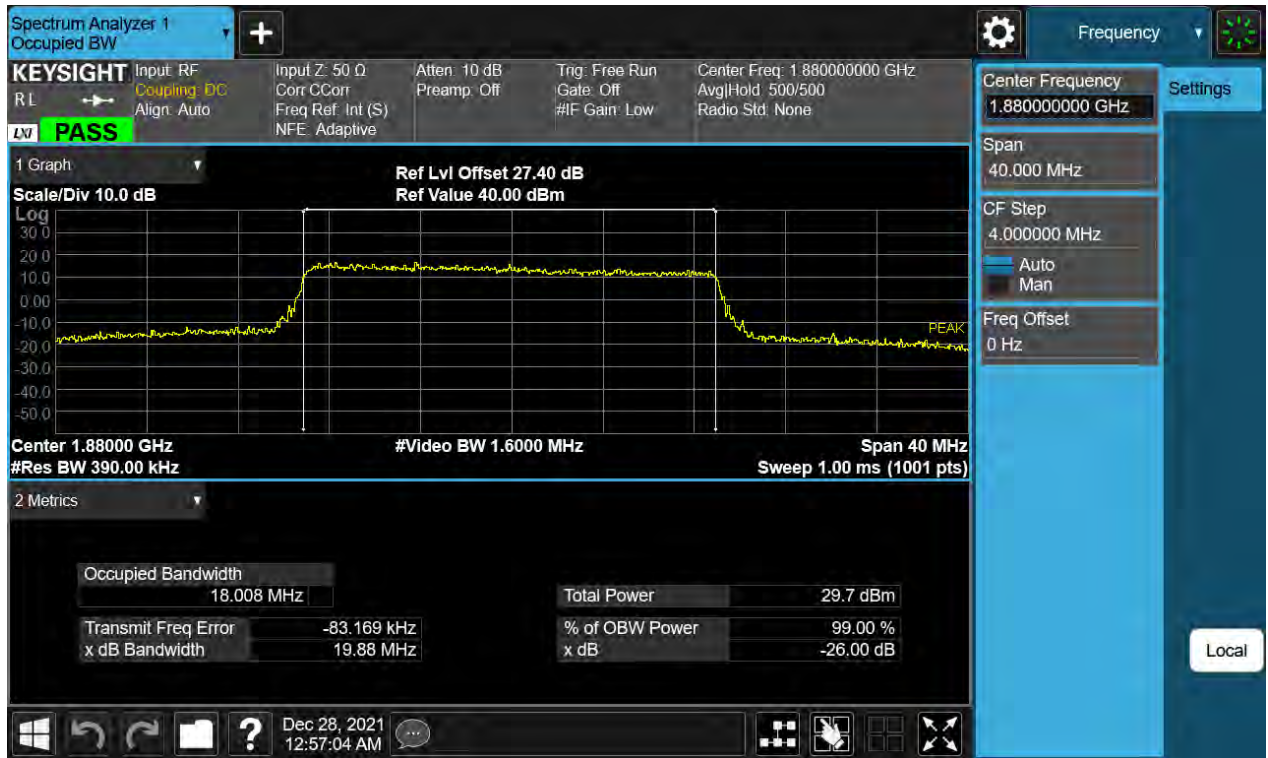 Spectrum Analyzer 1
Occupied BW
+
Frequency
KEYSIGHT
RL
LXI PASS
Input: RF
Coupling: DC
Align: Auto
Input Z: 50 Ω
Corr CCorr
Freq Ref: Int (S)
NFE: Adaptive
Atten: 10 dB
Preamp: Off
Trig: Free Run
Gate: Off
#IF Gain: Low
Center Freq: 1.880000000 GHz
Avg|Hold: 500/500
Radio Std: None
1 Graph
Scale/Div 10.0 dB
Ref Lvl Offset 27.40 dB
Ref Value 40.00 dBm
Log
30.0
20.0
10.0
0.00
-10.0
-20.0
-30.0
-40.0
-50.0
PEAK
Center 1.88000 GHz
#Res BW 390.00 kHz
#Video BW 1.6000 MHz
Span 40 MHz
Sweep 1.00 ms (1001 pts)
2 Metrics
Occupied Bandwidth
18.008 MHz
Transmit Freq Error -83.169 kHz
x dB Bandwidth 19.88 MHz
Total Power 29.7 dBm
% of OBW Power 99.00 %
x dB -26.00 dB
Center Frequency
1.880000000 GHz
Span
40.000 MHz
CF Step
4.000000 MHz
Auto
Man
Freq Offset
0 Hz
Settings
Local
?
Dec 28, 2021
12:57:04 AM